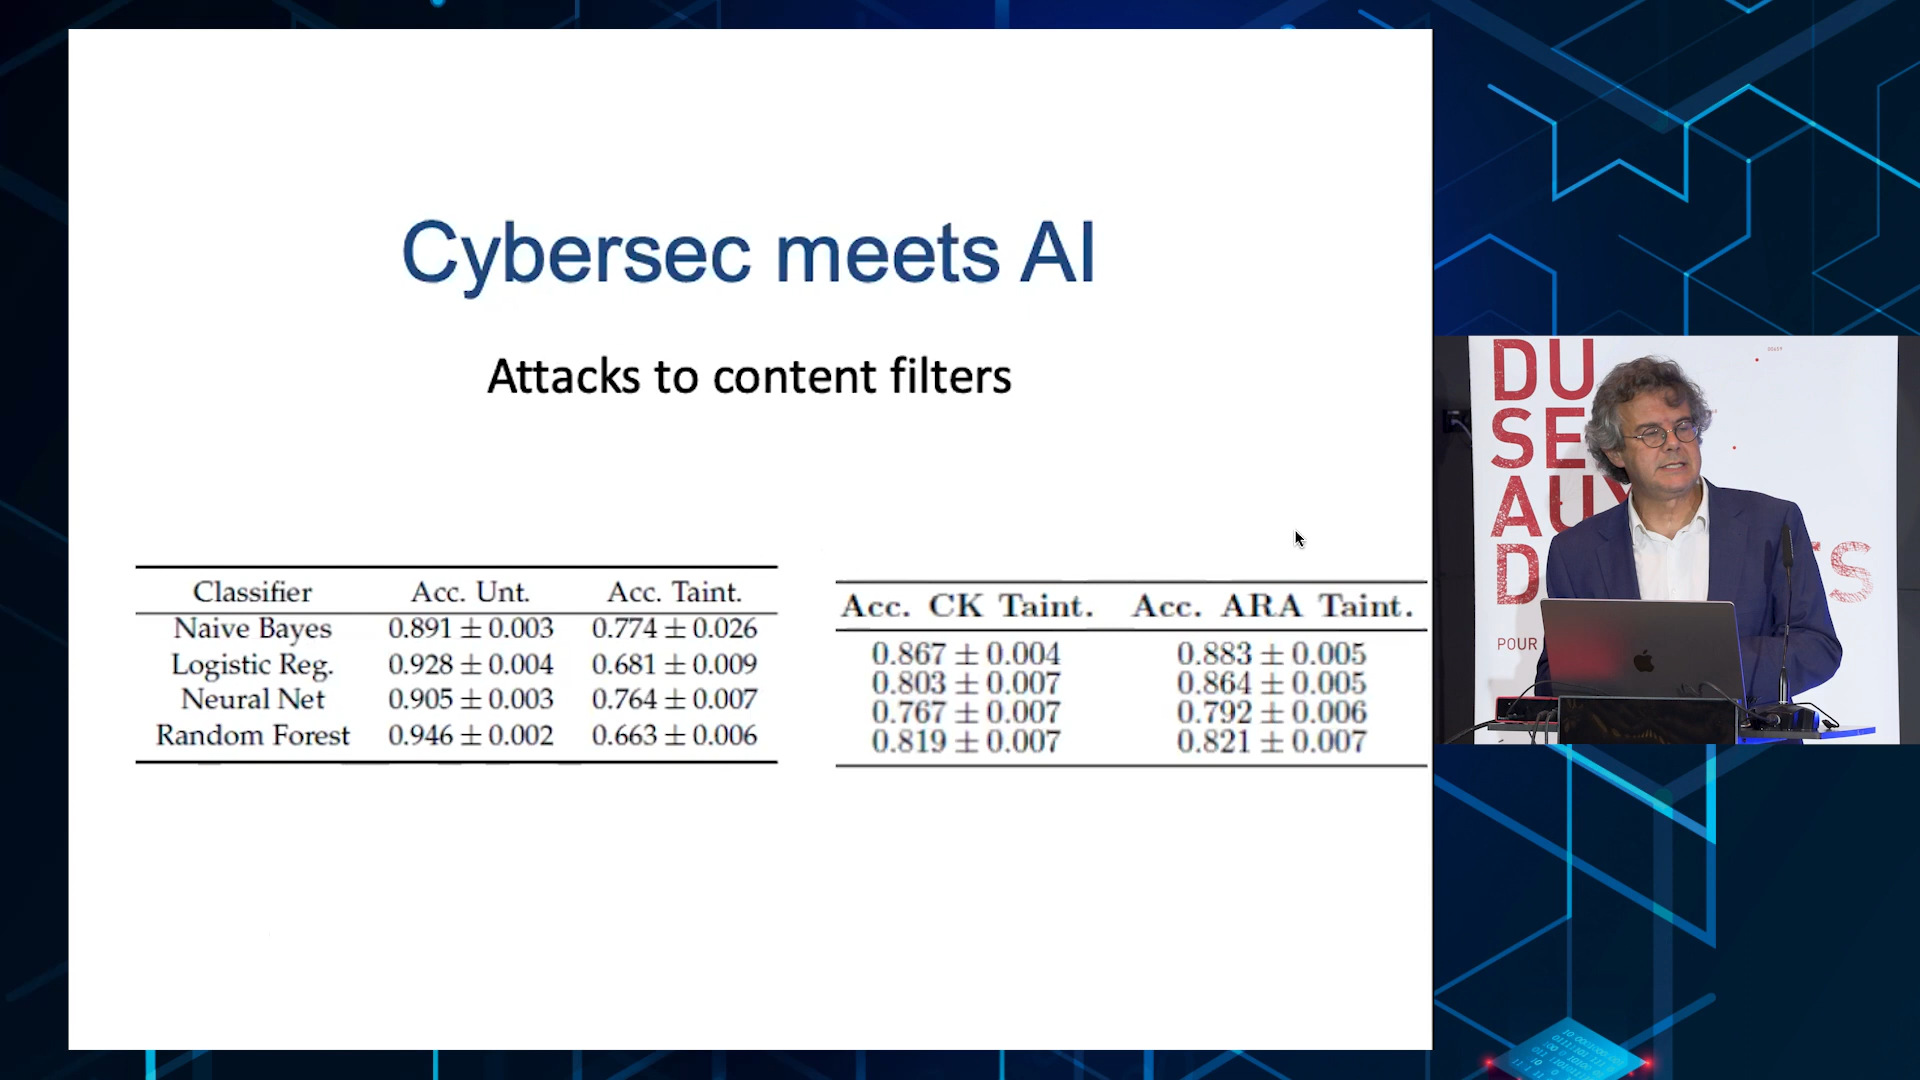 Cybersec meets AI
Attacks to content filters
Classifier Acc. Unt. Acc. Taint.
Naive Bayes 0.891 ± 0.003 0.774 ± 0.026
Logistic Reg. 0.928 ± 0.004 0.681 ± 0.009
Neural Net 0.905 ± 0.003 0.764 ± 0.007
Random Forest 0.946 ± 0.002 0.663 ± 0.006
Acc. CK Taint. Acc. ARA Taint.
0.867 ± 0.004 0.883 ± 0.005
0.803 ± 0.007 0.864 ± 0.005
0.767 ± 0.007 0.792 ± 0.006
0.819 ± 0.007 0.821 ± 0.007
DU
SE
AU
D
S
POUR